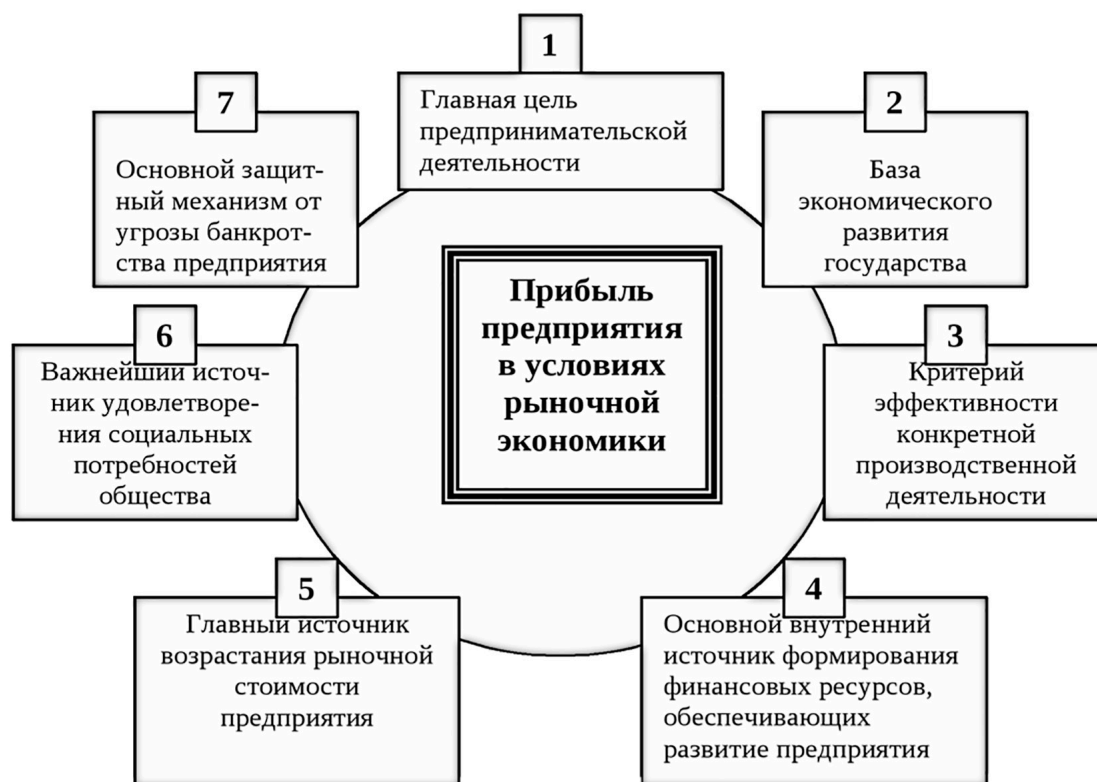 1
Главная цель
предпринимательской
деятельности
2
База
экономического
развития
государства
3
Критерий
эффективности
конкретной
производственной
деятельности
4
Основной внутренний
источник формирования
финансовых ресурсов,
обеспечивающих
развитие предприятия
5
Главный источник
возрастания рыночной
стоимости
предприятия
6
Важнейший источ-
ник удовлетворе-
ния социальных
потребностей
общества
7
Основной защит-
ный механизм от
угрозы банкрот-
ства предприятия
Прибыль
предприятия
в условиях
рыночной
экономики